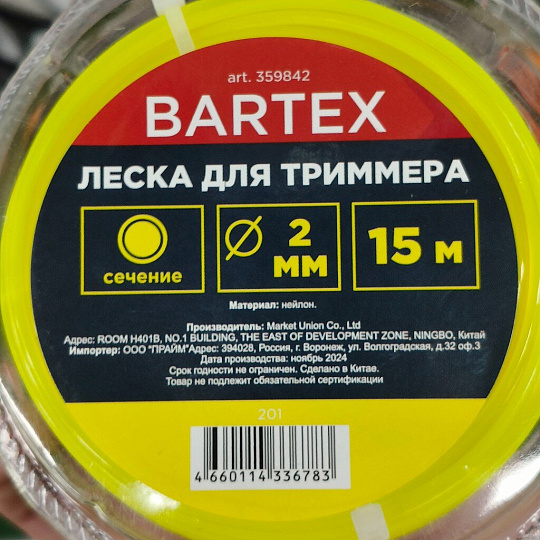 art. 359842
BARTEX
ЛЕСКА ДЛЯ ТРИММЕРА
сечение
2 мм
15 м
Материал: нейлон.
Производитель: Market Union Co., Ltd
Адрес: ROOM H401B, NO.1 BUILDING, THE EAST OF DEVELOPMENT ZONE, NINGBO, Китай
Импортер: ООО "ПРАЙМ"Адрес: 394028, Россия, г. Воронеж, ул. Волгоградская, д.32 оф.3
Дата производства: ноябрь 2024
Срок годности не ограничен. Сделано в Китае.
Товар не подлежит обязательной сертификации
201
4 660114 336783